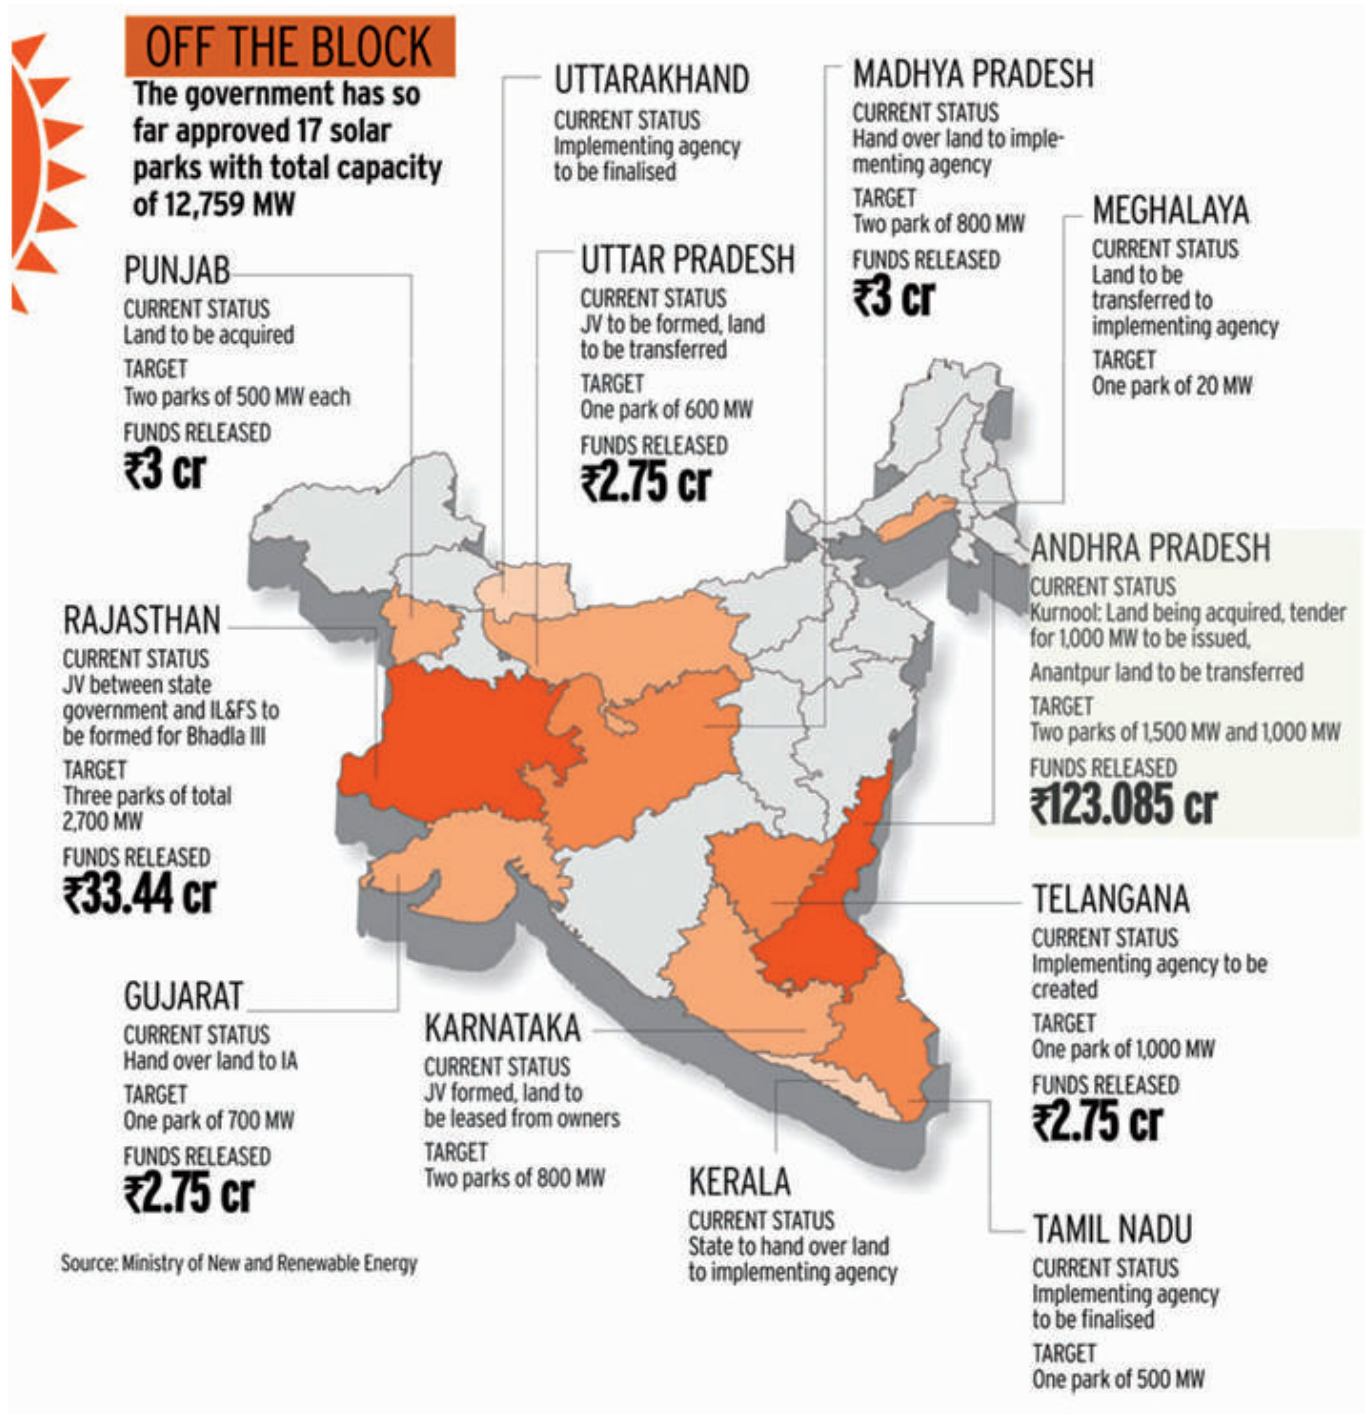 OFF THE BLOCK
The government has so
far approved 17 solar
parks with total capacity
of 12,759 MW
UTTARAKHAND
CURRENT STATUS
Implementing agency
to be finalised
MADHYA PRADESH
CURRENT STATUS
Hand over land to imple-
menting agency
TARGET
Two park of 800 MW
FUNDS RELEASED
₹3 cr
MEGHALAYA
CURRENT STATUS
Land to be
transferred to
implementing agency
TARGET
One park of 20 MW
PUNJAB
CURRENT STATUS
Land to be acquired
TARGET
Two parks of 500 MW each
FUNDS RELEASED
₹3 cr
UTTAR PRADESH
CURRENT STATUS
JV to be formed, land
to be transferred
TARGET
One park of 600 MW
FUNDS RELEASED
₹2.75 cr
ANDHRA PRADESH
CURRENT STATUS
Kurnool: Land being acquired, tender
for 1,000 MW to be issued,
Anantpur land to be transferred
TARGET
Two parks of 1,500 MW and 1,000 MW
FUNDS RELEASED
₹123.085 cr
RAJASTHAN
CURRENT STATUS
JV between state
government and IL&FS to
be formed for Bhadla III
TARGET
Three parks of total
2,700 MW
FUNDS RELEASED
₹33.44 cr
TELANGANA
CURRENT STATUS
Implementing agency to be
created
TARGET
One park of 1,000 MW
FUNDS RELEASED
₹2.75 cr
GUJARAT
CURRENT STATUS
Hand over land to IA
TARGET
One park of 700 MW
FUNDS RELEASED
₹2.75 cr
KARNATAKA
CURRENT STATUS
JV formed, land to
be leased from owners
TARGET
Two parks of 800 MW
KERALA
CURRENT STATUS
State to hand over land
to implementing agency
TAMIL NADU
CURRENT STATUS
Implementing agency
to be finalised
TARGET
One park of 500 MW
Source: Ministry of New and Renewable Energy